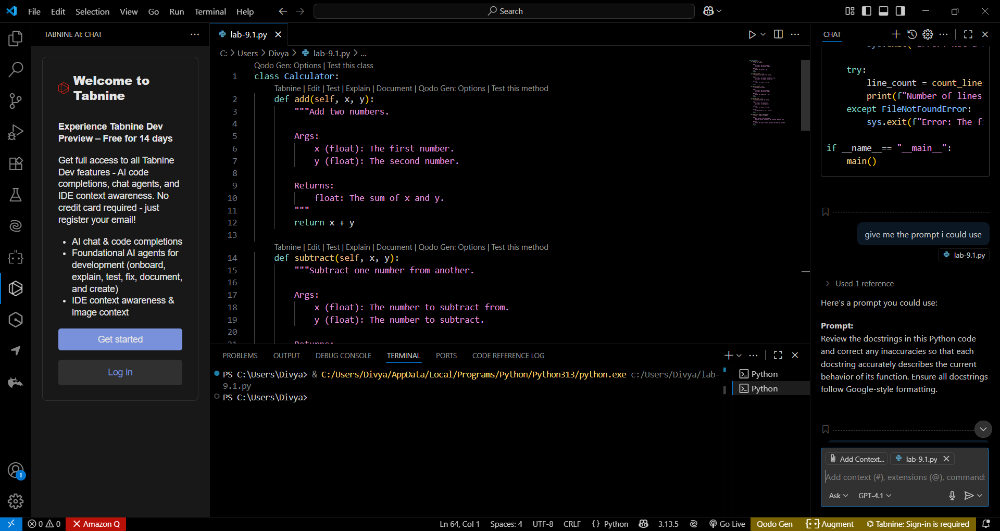 File Edit Selection View Go Run Terminal Help
Search
TABNINE AI: CHAT
Welcome to
Tabnine
Experience Tabnine Dev
Preview – Free for 14 days
Get full access to all Tabnine
Dev features - AI code
completions, chat agents, and
IDE context awareness. No
credit card required - just
register your email!
• AI chat & code completions
• Foundational AI agents for
development (onboard,
explain, test, fix, document,
and create)
• IDE context awareness &
image context
Get started
Log in
lab-9.1.py
C: > Users > Divya > lab-9.1.py > ...
Qodo Gen: Options | Test this class
1 class Calculator:
Tabnine | Edit | Test | Explain | Document | Qodo Gen: Options | Test this method
2 def add(self, x, y):
3 """Add two numbers.
4
5 Args:
6 x (float): The first number.
7 y (float): The second number.
8
9 Returns:
10 float: The sum of x and y.
11 """
12 return x + y
13
Tabnine | Edit | Test | Explain | Document | Qodo Gen: Options | Test this method
14 def subtract(self, x, y):
15 """Subtract one number from another.
16
17 Args:
18 x (float): The number to subtract from.
19 y (float): The number to subtract.
20
21 Returns:
PROBLEMS OUTPUT DEBUG CONSOLE TERMINAL PORTS CODE REFERENCE LOG
PS C:\Users\Divya> & C:/Users/Divya/AppData/Local/Programs/Python/Python313/python.exe c:/Users/Divya/lab-
9.1.py
PS C:\Users\Divya>
Python
Python
CHAT
try:
line_count = count_line
print(f"Number of lines
except FileNotFoundError:
sys.exit(f"Error: The f
if __name__== "__main__":
main()
give me the prompt i could use
lab-9.1.py
> Used 1 reference
Here's a prompt you could use:
Prompt:
Review the docstrings in this Python code
and correct any inaccuracies so that each
docstring accurately describes the current
behavior of its function. Ensure all docstrings
follow Google-style formatting.
Add Context... lab-9.1.py
Add context (#), extensions (@), command
Ask GPT-4.1
1
0 0 Amazon Q Ln 64, Col 1 Spaces: 4 UTF-8 CRLF {} Python 3.13.5 Go Live Qodo Gen Augment Tabnine: Sign-in is required